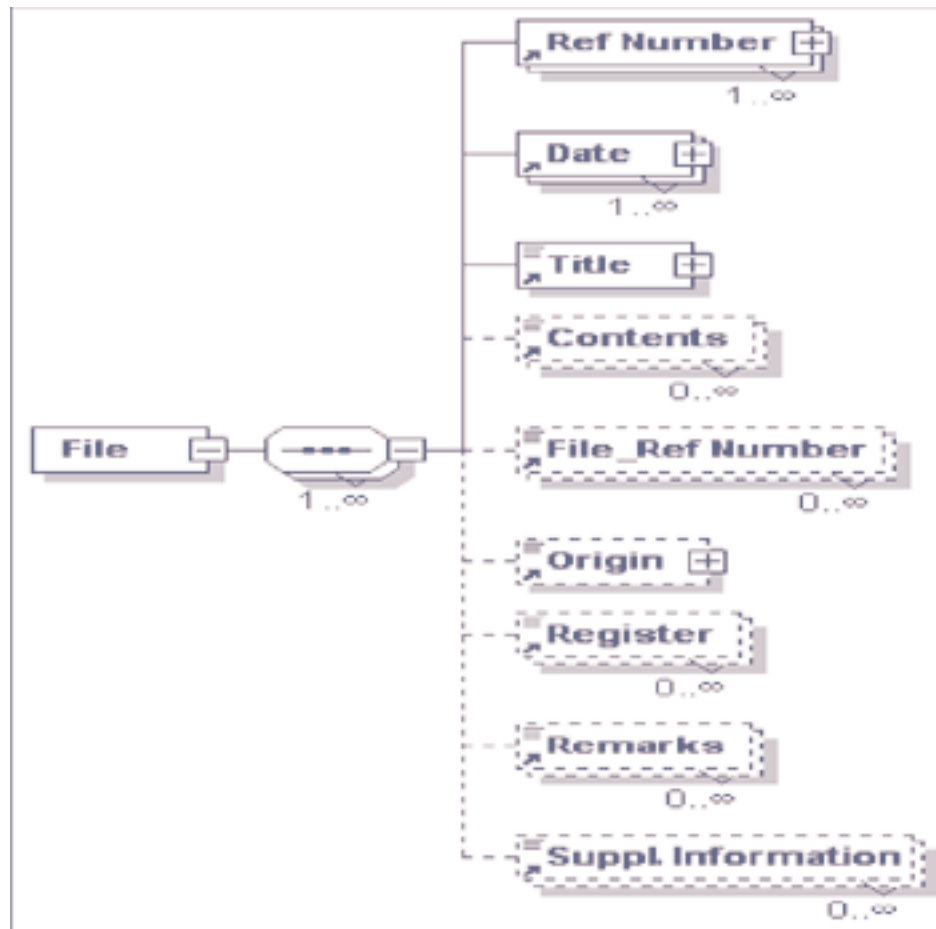 Ref Number
1..∞
Date
1..∞
Title
Contents
0..∞
File
1..∞
File_Ref Number
0..∞
Origin
Register
0..∞
Remarks
0..∞
Suppl. Information
0..∞